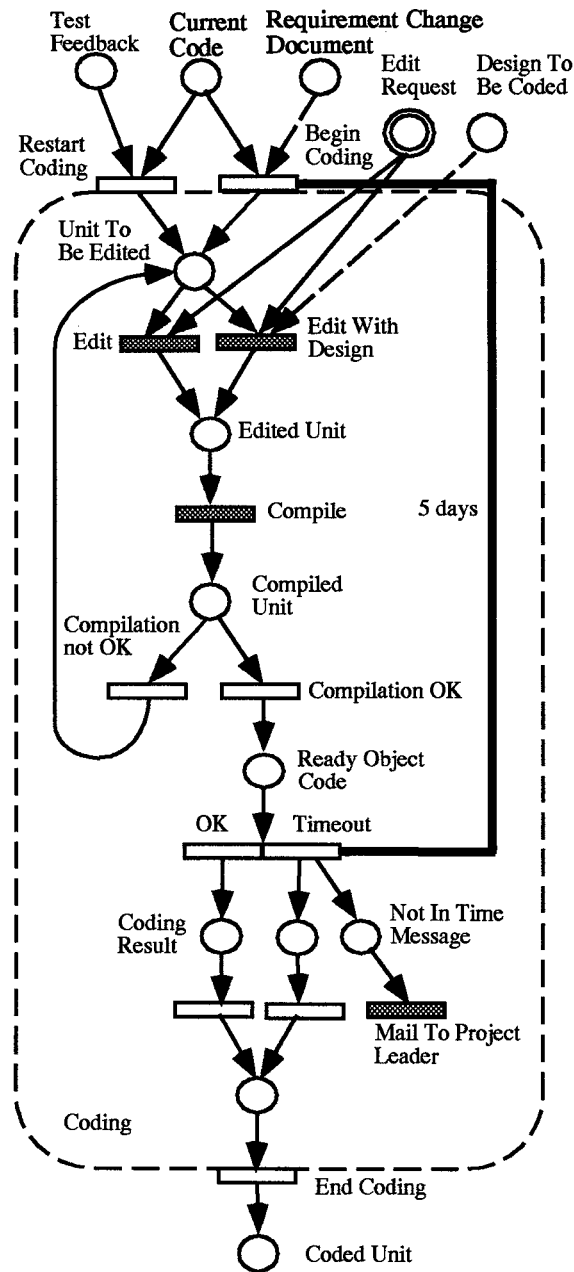 Test
Feedback
Current
Code
Requirement Change
Document
Edit
Request
Design To
Be Coded
Restart
Coding
Begin
Coding
Unit To
Be Edited
Edit
Edit With
Design
Edited Unit
Compile
5 days
Compiled
Unit
Compilation
not OK
Compilation OK
Ready Object
Code
OK
Timeout
Coding
Result
Not In Time
Message
Mail To Project
Leader
Coding
End Coding
Coded Unit